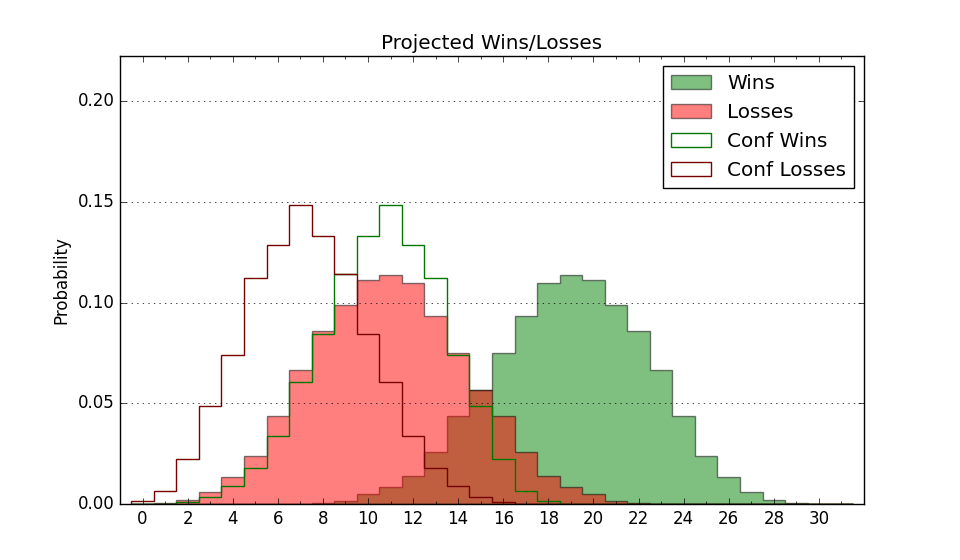 Projected Wins/Losses
Wins
Losses
Conf Wins
Conf Losses
Probability
0.20
0.15
0.10
0.05
0.00
0 2 4 6 8 10 12 14 16 18 20 22 24 26 28 30